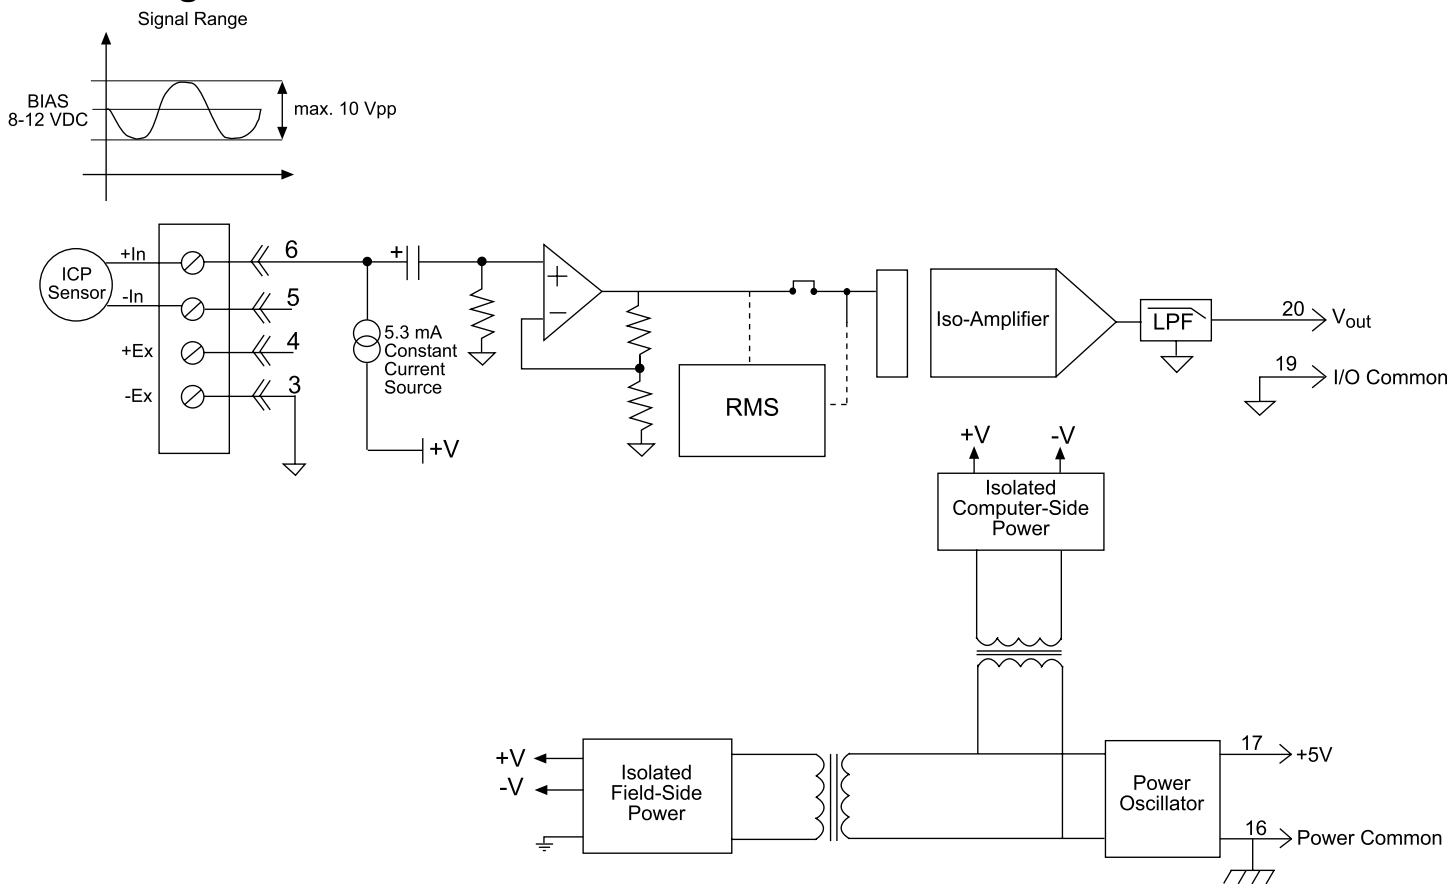 Signal Range
BIAS
8-12 VDC
max. 10 Vpp
ICP
Sensor
+In
-In
+Ex
-Ex
6
5
4
3
+
5.3 mA
Constant
Current
Source
+V
+
−
RMS
Iso-Amplifier
LPF
20
Vout
19
I/O Common
+V
-V
Isolated
Computer-Side
Power
+V
-V
Isolated
Field-Side
Power
Power
Oscillator
17
+5V
16
Power Common